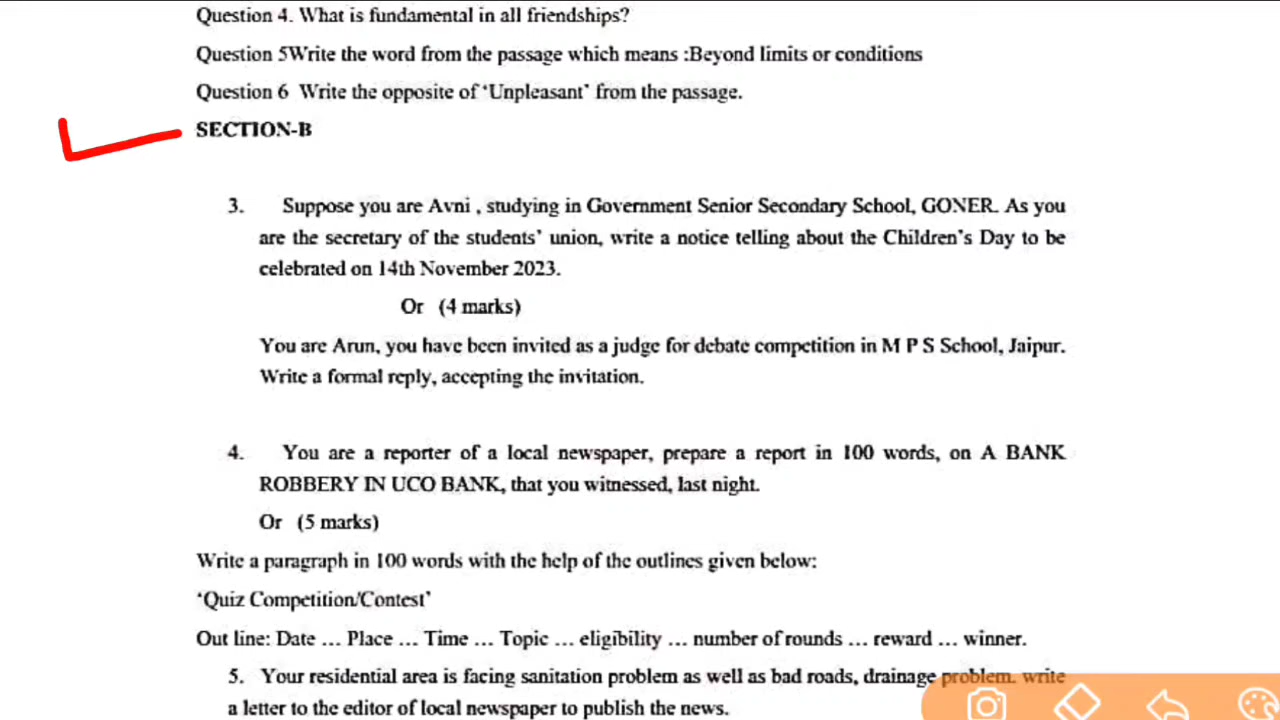 Question 4. What is fundamental in all friendships?
Question 5Write the word from the passage which means :Beyond limits or conditions
Question 6 Write the opposite of ‘Unpleasant’ from the passage.
SECTION-B
3. Suppose you are Avni , studying in Government Senior Secondary School, GONER. As you
are the secretary of the students’ union, write a notice telling about the Children’s Day to be
celebrated on 14th November 2023.
Or (4 marks)
You are Arun, you have been invited as a judge for debate competition in M P S School, Jaipur.
Write a formal reply, accepting the invitation.
4. You are a reporter of a local newspaper, prepare a report in 100 words, on A BANK
ROBBERY IN UCO BANK, that you witnessed, last night.
Or (5 marks)
Write a paragraph in 100 words with the help of the outlines given below:
‘Quiz Competition/Contest’
Out line: Date ... Place ... Time ... Topic ... eligibility ... number of rounds ... reward ... winner.
5. Your residential area is facing sanitation problem as well as bad roads, drainage problem. write
a letter to the editor of local newspaper to publish the news.